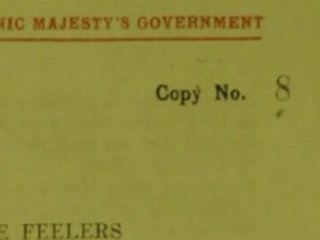 NIC MAJESTY'S GOVERNMENT
Copy No. 8
E FEELERS